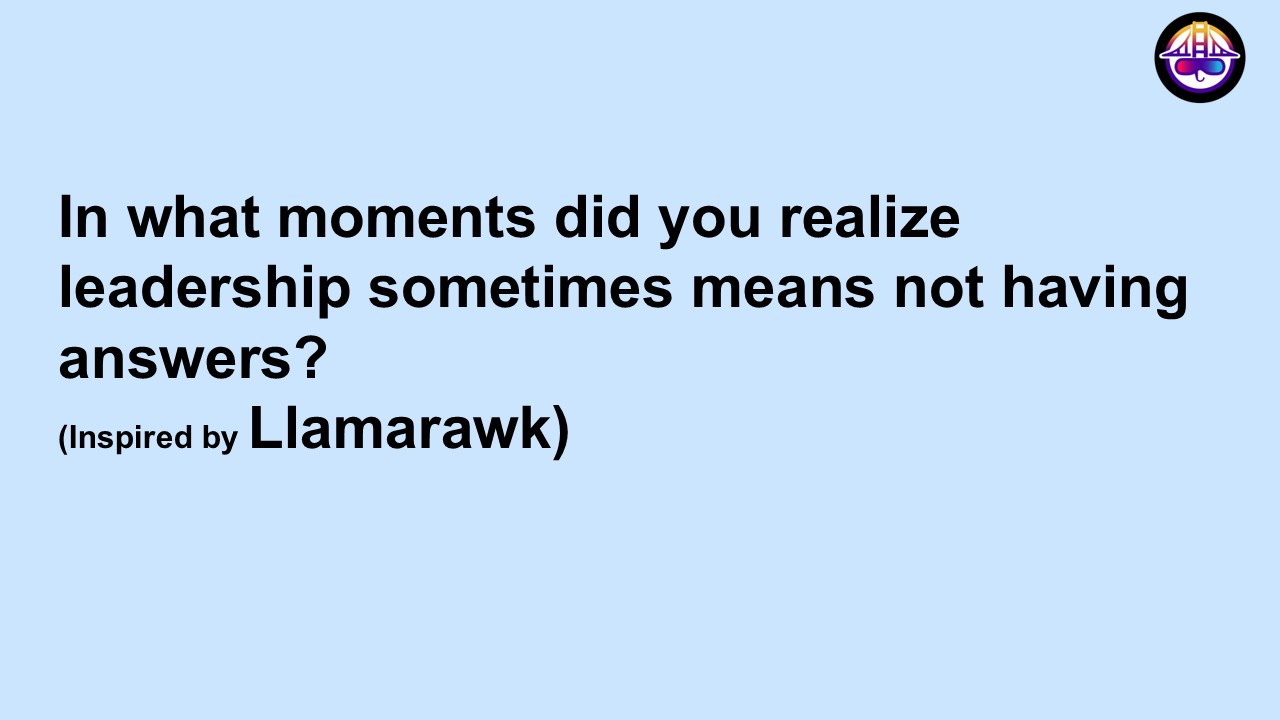 In what moments did you realize
leadership sometimes means not having
answers?
(Inspired by Llamarawk)